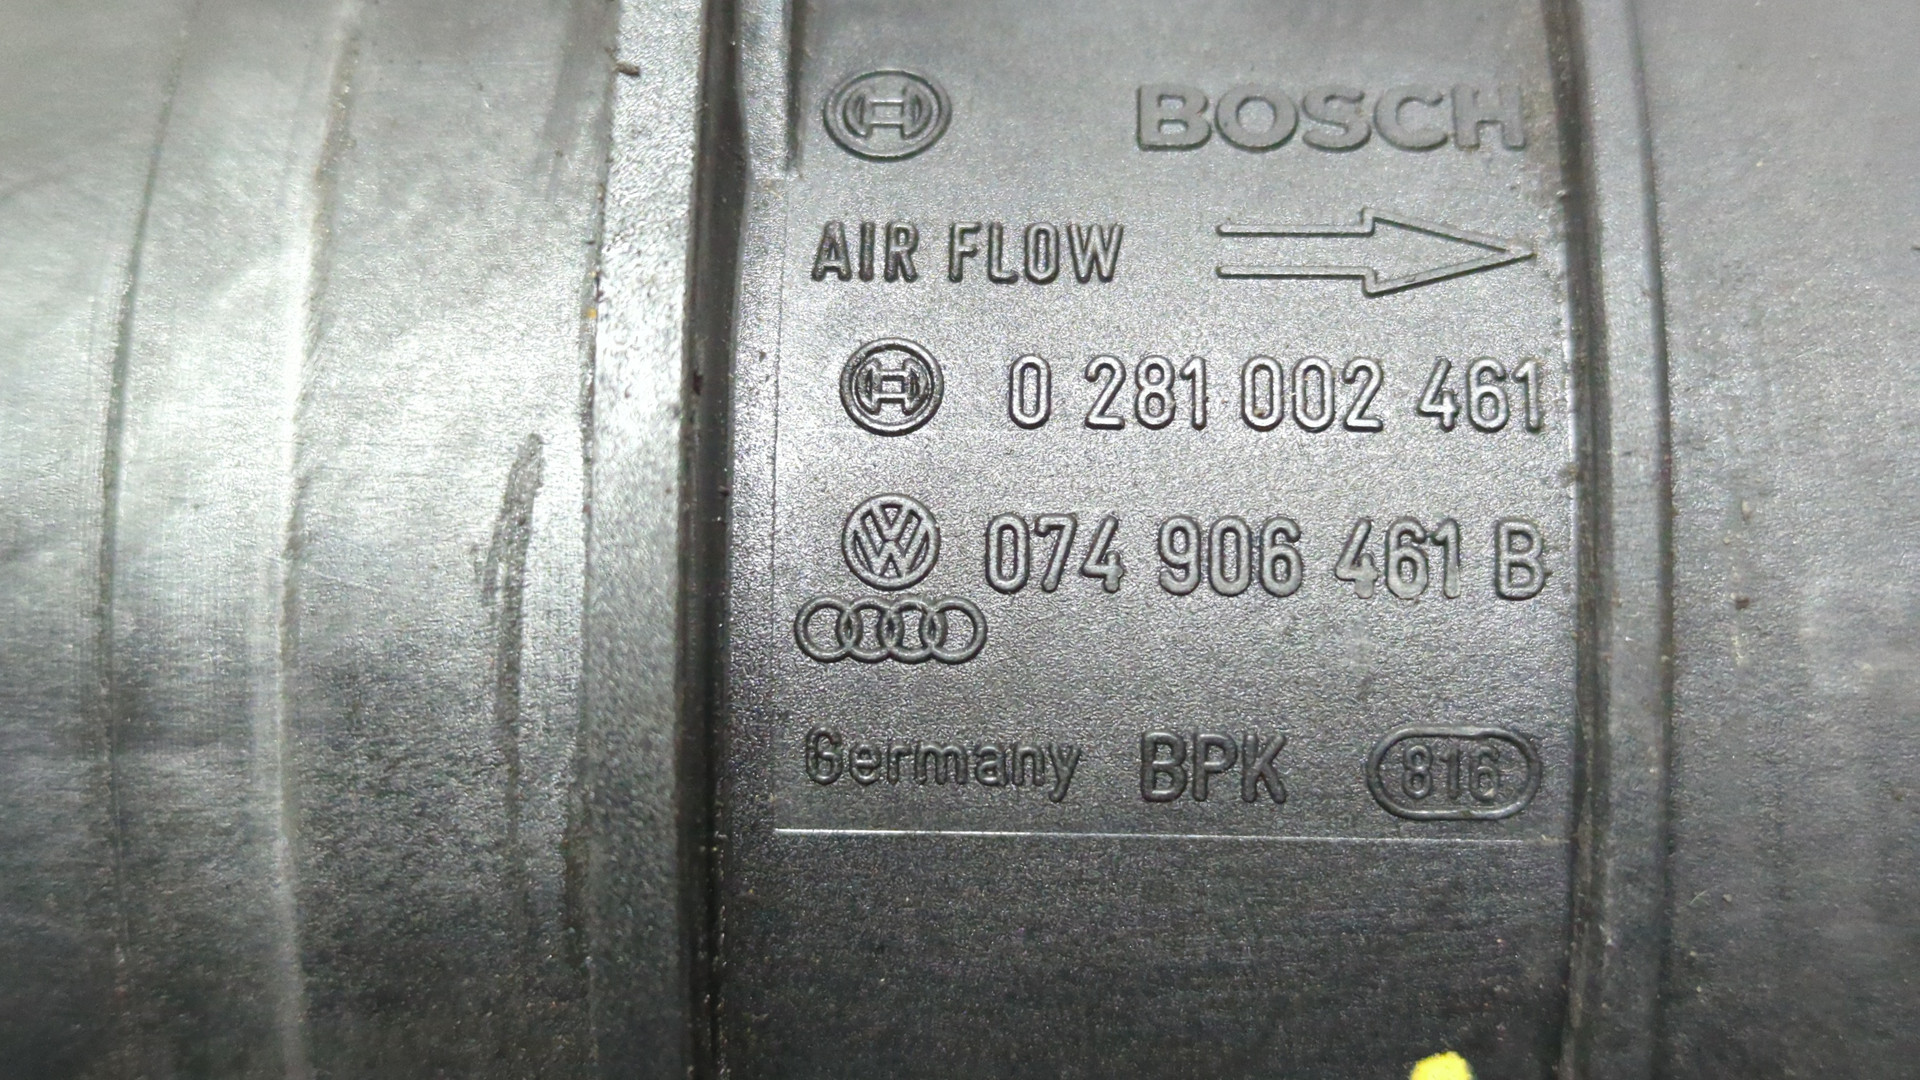 BOSCH
AIR FLOW
0 281 002 461
074 906 461 B
Germany BPK 816